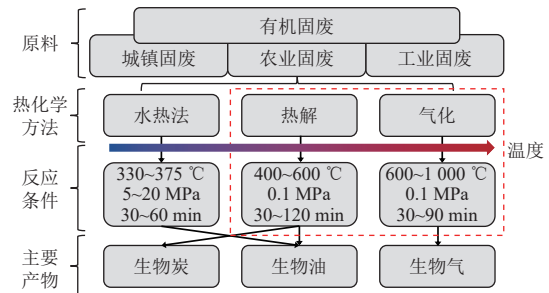 原料
有机固废
城镇固废 农业固废 工业固废
热化学
方法
水热法 热解 气化
温度
反应
条件
330~375 ℃ 400~600 ℃ 600~1 000 ℃
5~20 MPa 0.1 MPa 0.1 MPa
30~60 min 30~120 min 30~90 min
主要
产物
生物炭 生物油 生物气